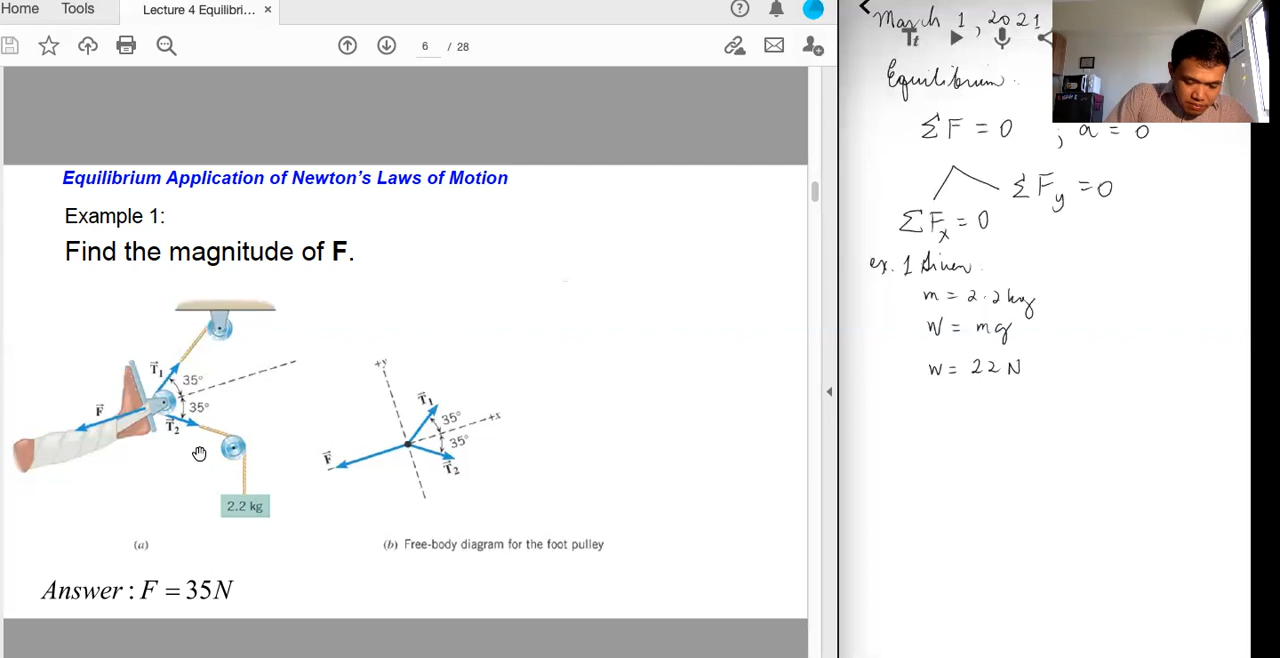 Home Tools Lecture 4 Equilibri... ×
6 / 28
Equilibrium Application of Newton's Laws of Motion
Example 1:
Find the magnitude of F.
T₁
35°
35°
F
T₂
2.2 kg
(a)
+y
T₁
35°
+x
35°
F
T₂
(b) Free-body diagram for the foot pulley
Answer : F = 35N
March 1, 2021
Tt
Equilibrium.
ΣF = 0 ; a = 0
ΣFy = 0
ΣFx = 0
ex. 1 Given.
m = 2.2 kg
W = mg
W = 22 N